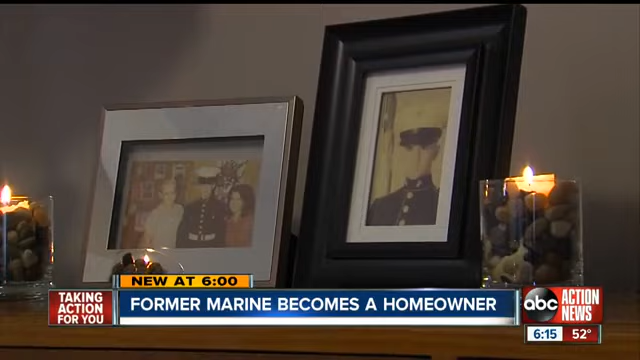 NEW AT 6:00
TAKING ACTION FOR YOU
FORMER MARINE BECOMES A HOMEOWNER
abc ACTION NEWS
6:15 52°